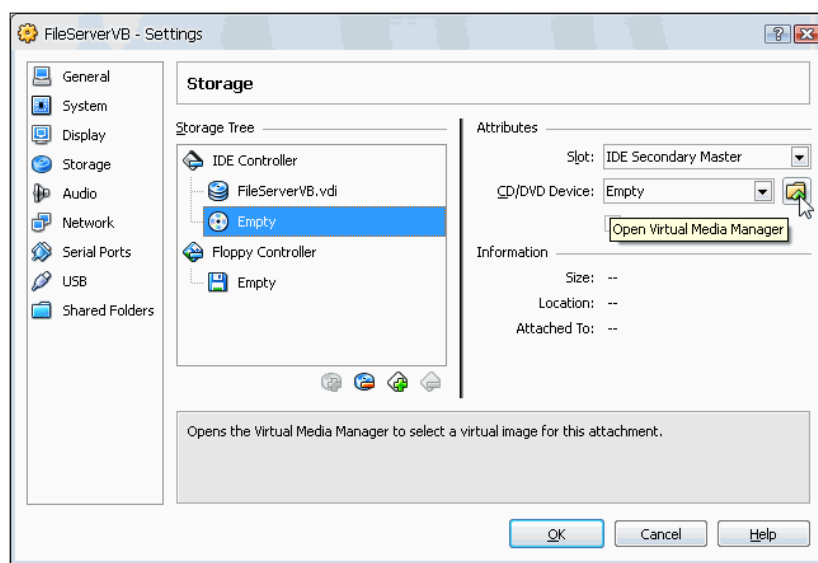 FileServerVB - Settings
General
System
Display
Storage
Audio
Network
Serial Ports
USB
Shared Folders
Storage
Storage Tree
IDE Controller
FileServerVB.vdi
Empty
Floppy Controller
Empty
Attributes
Slot: IDE Secondary Master
CD/DVD Device: Empty
Open Virtual Media Manager
Information
Size: --
Location: --
Attached To: --
Opens the Virtual Media Manager to select a virtual image for this attachment.
OK Cancel Help